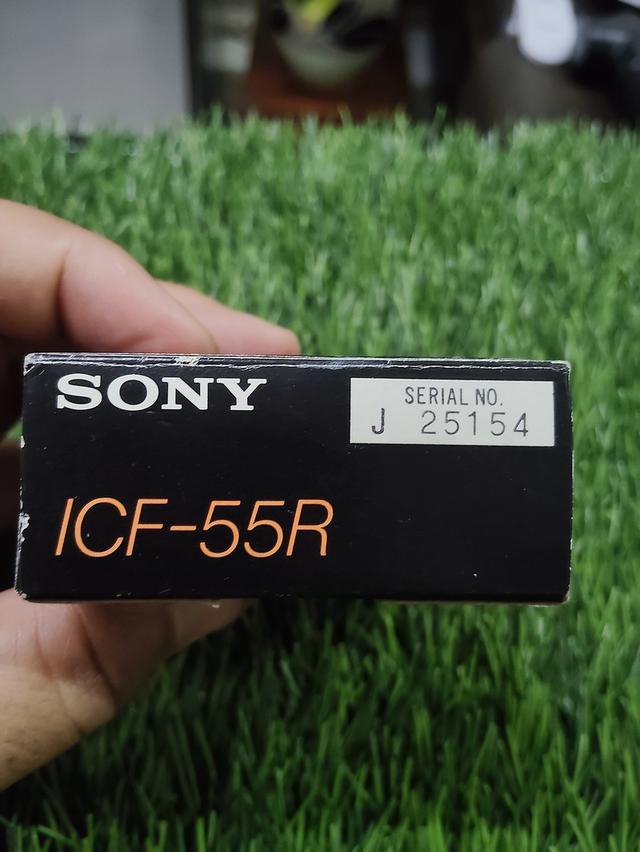 SONY
SERIAL NO.
J 25154
ICF-55R